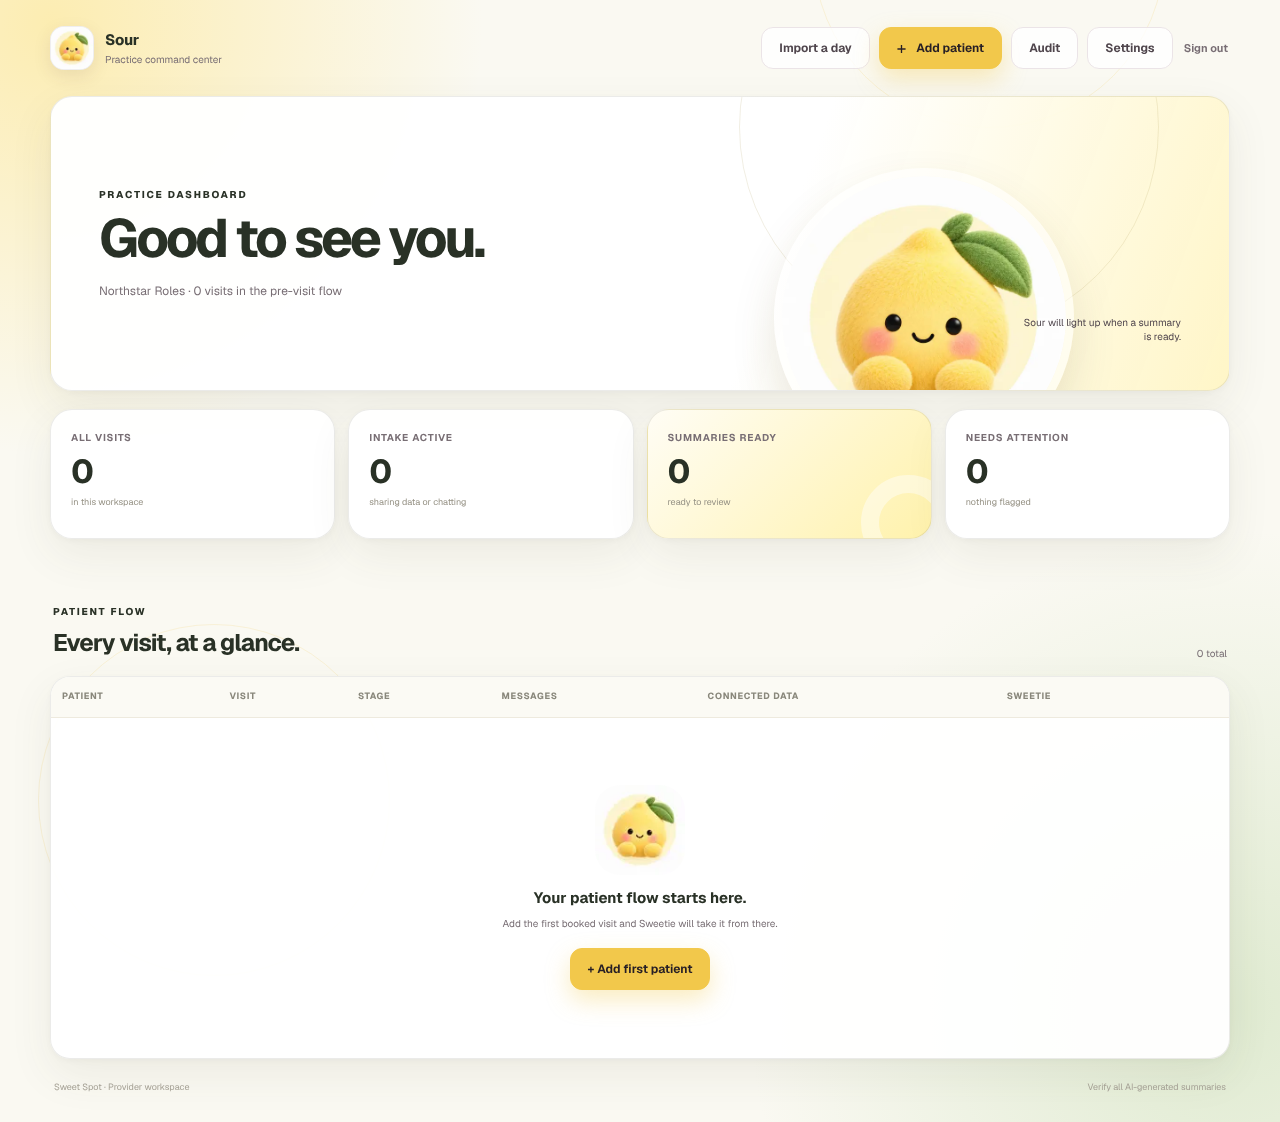 Sour
Practice command center
Import a day
+ Add patient
Audit
Settings
Sign out
PRACTICE DASHBOARD
Good to see you.
Northstar Roles · 0 visits in the pre-visit flow
Sour will light up when a summary
is ready.
ALL VISITS
0
in this workspace
INTAKE ACTIVE
0
sharing data or chatting
SUMMARIES READY
0
ready to review
NEEDS ATTENTION
0
nothing flagged
PATIENT FLOW
Every visit, at a glance.
0 total
PATIENT VISIT STAGE MESSAGES CONNECTED DATA SWEETIE
Your patient flow starts here.
Add the first booked visit and Sweetie will take it from there.
+ Add first patient
Sweet Spot · Provider workspace
Verify all AI-generated summaries